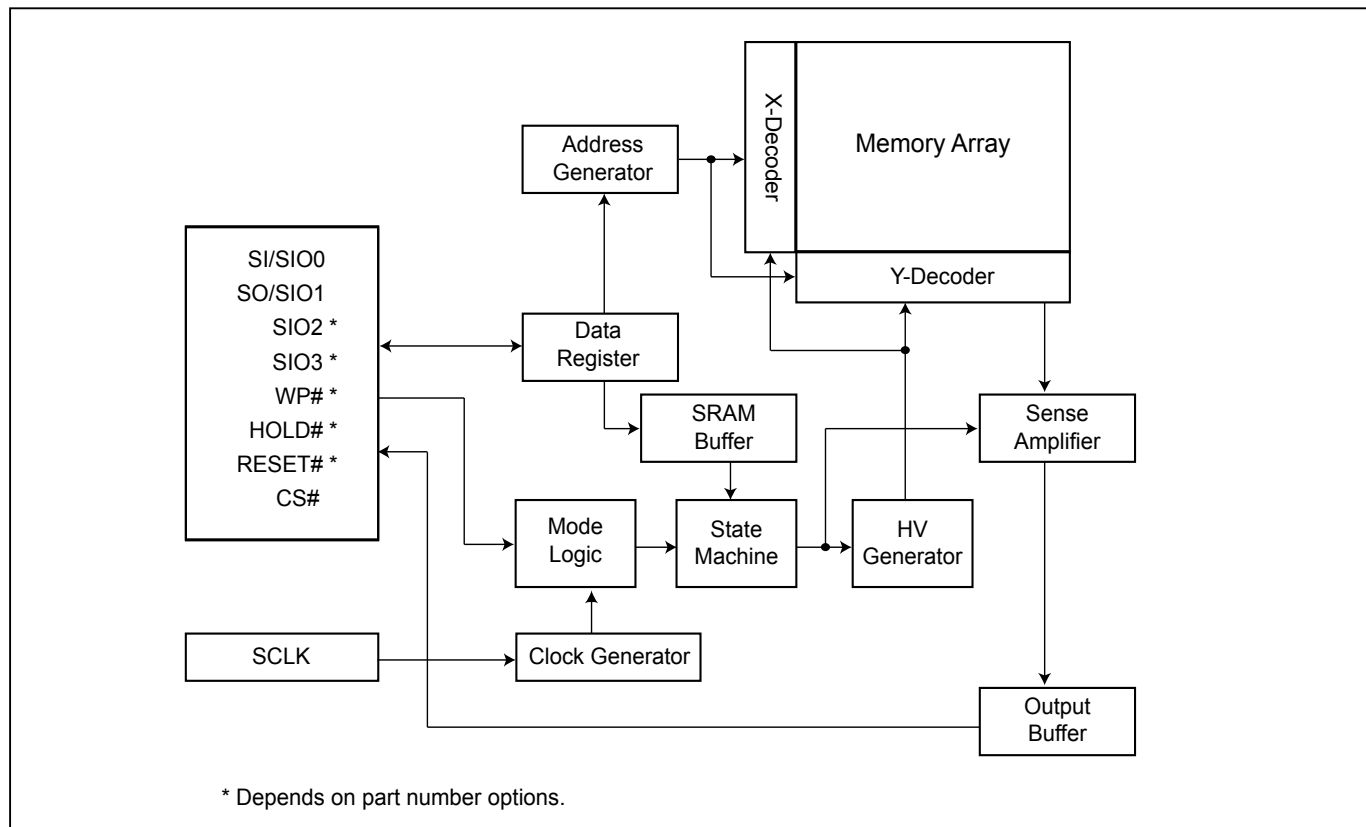 X-Decoder
Memory Array
Address
Generator
Y-Decoder
SI/SIO0
SO/SIO1
SIO2 *
SIO3 *
WP# *
HOLD# *
RESET# *
CS#
Data
Register
SRAM
Buffer
Sense
Amplifier
Mode
Logic
State
Machine
HV
Generator
SCLK
Clock Generator
Output
Buffer
* Depends on part number options.